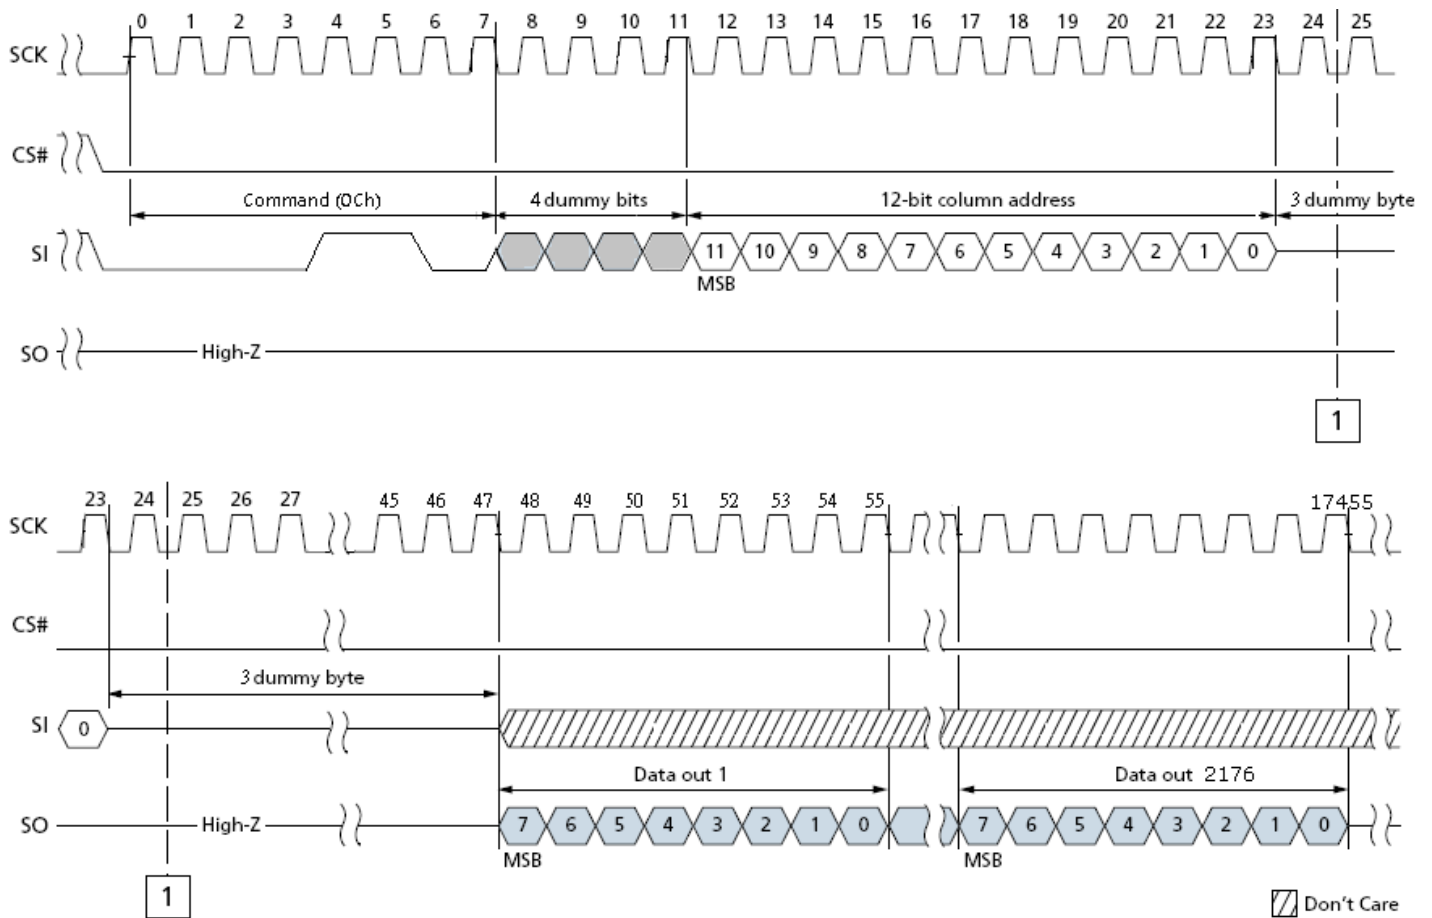 0 1 2 3 4 5 6 7 8 9 10 11 12 13 14 15 16 17 18 19 20 21 22 23 24 25
SCK
CS#
Command (0Ch) 4 dummy bits 12-bit column address 3 dummy byte
SI 11 10 9 8 7 6 5 4 3 2 1 0
MSB
SO High-Z
1
23 24 25 26 27 45 46 47 48 49 50 51 52 53 54 55 17455
SCK
CS#
3 dummy byte
SI 0
Data out 1 Data out 2176
SO High-Z 7 6 5 4 3 2 1 0 7 6 5 4 3 2 1 0
MSB MSB
1
Don't Care